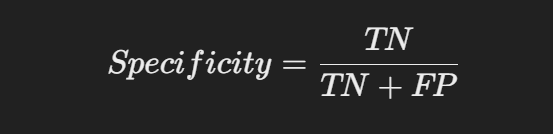 Specificity = TN / TN + FP